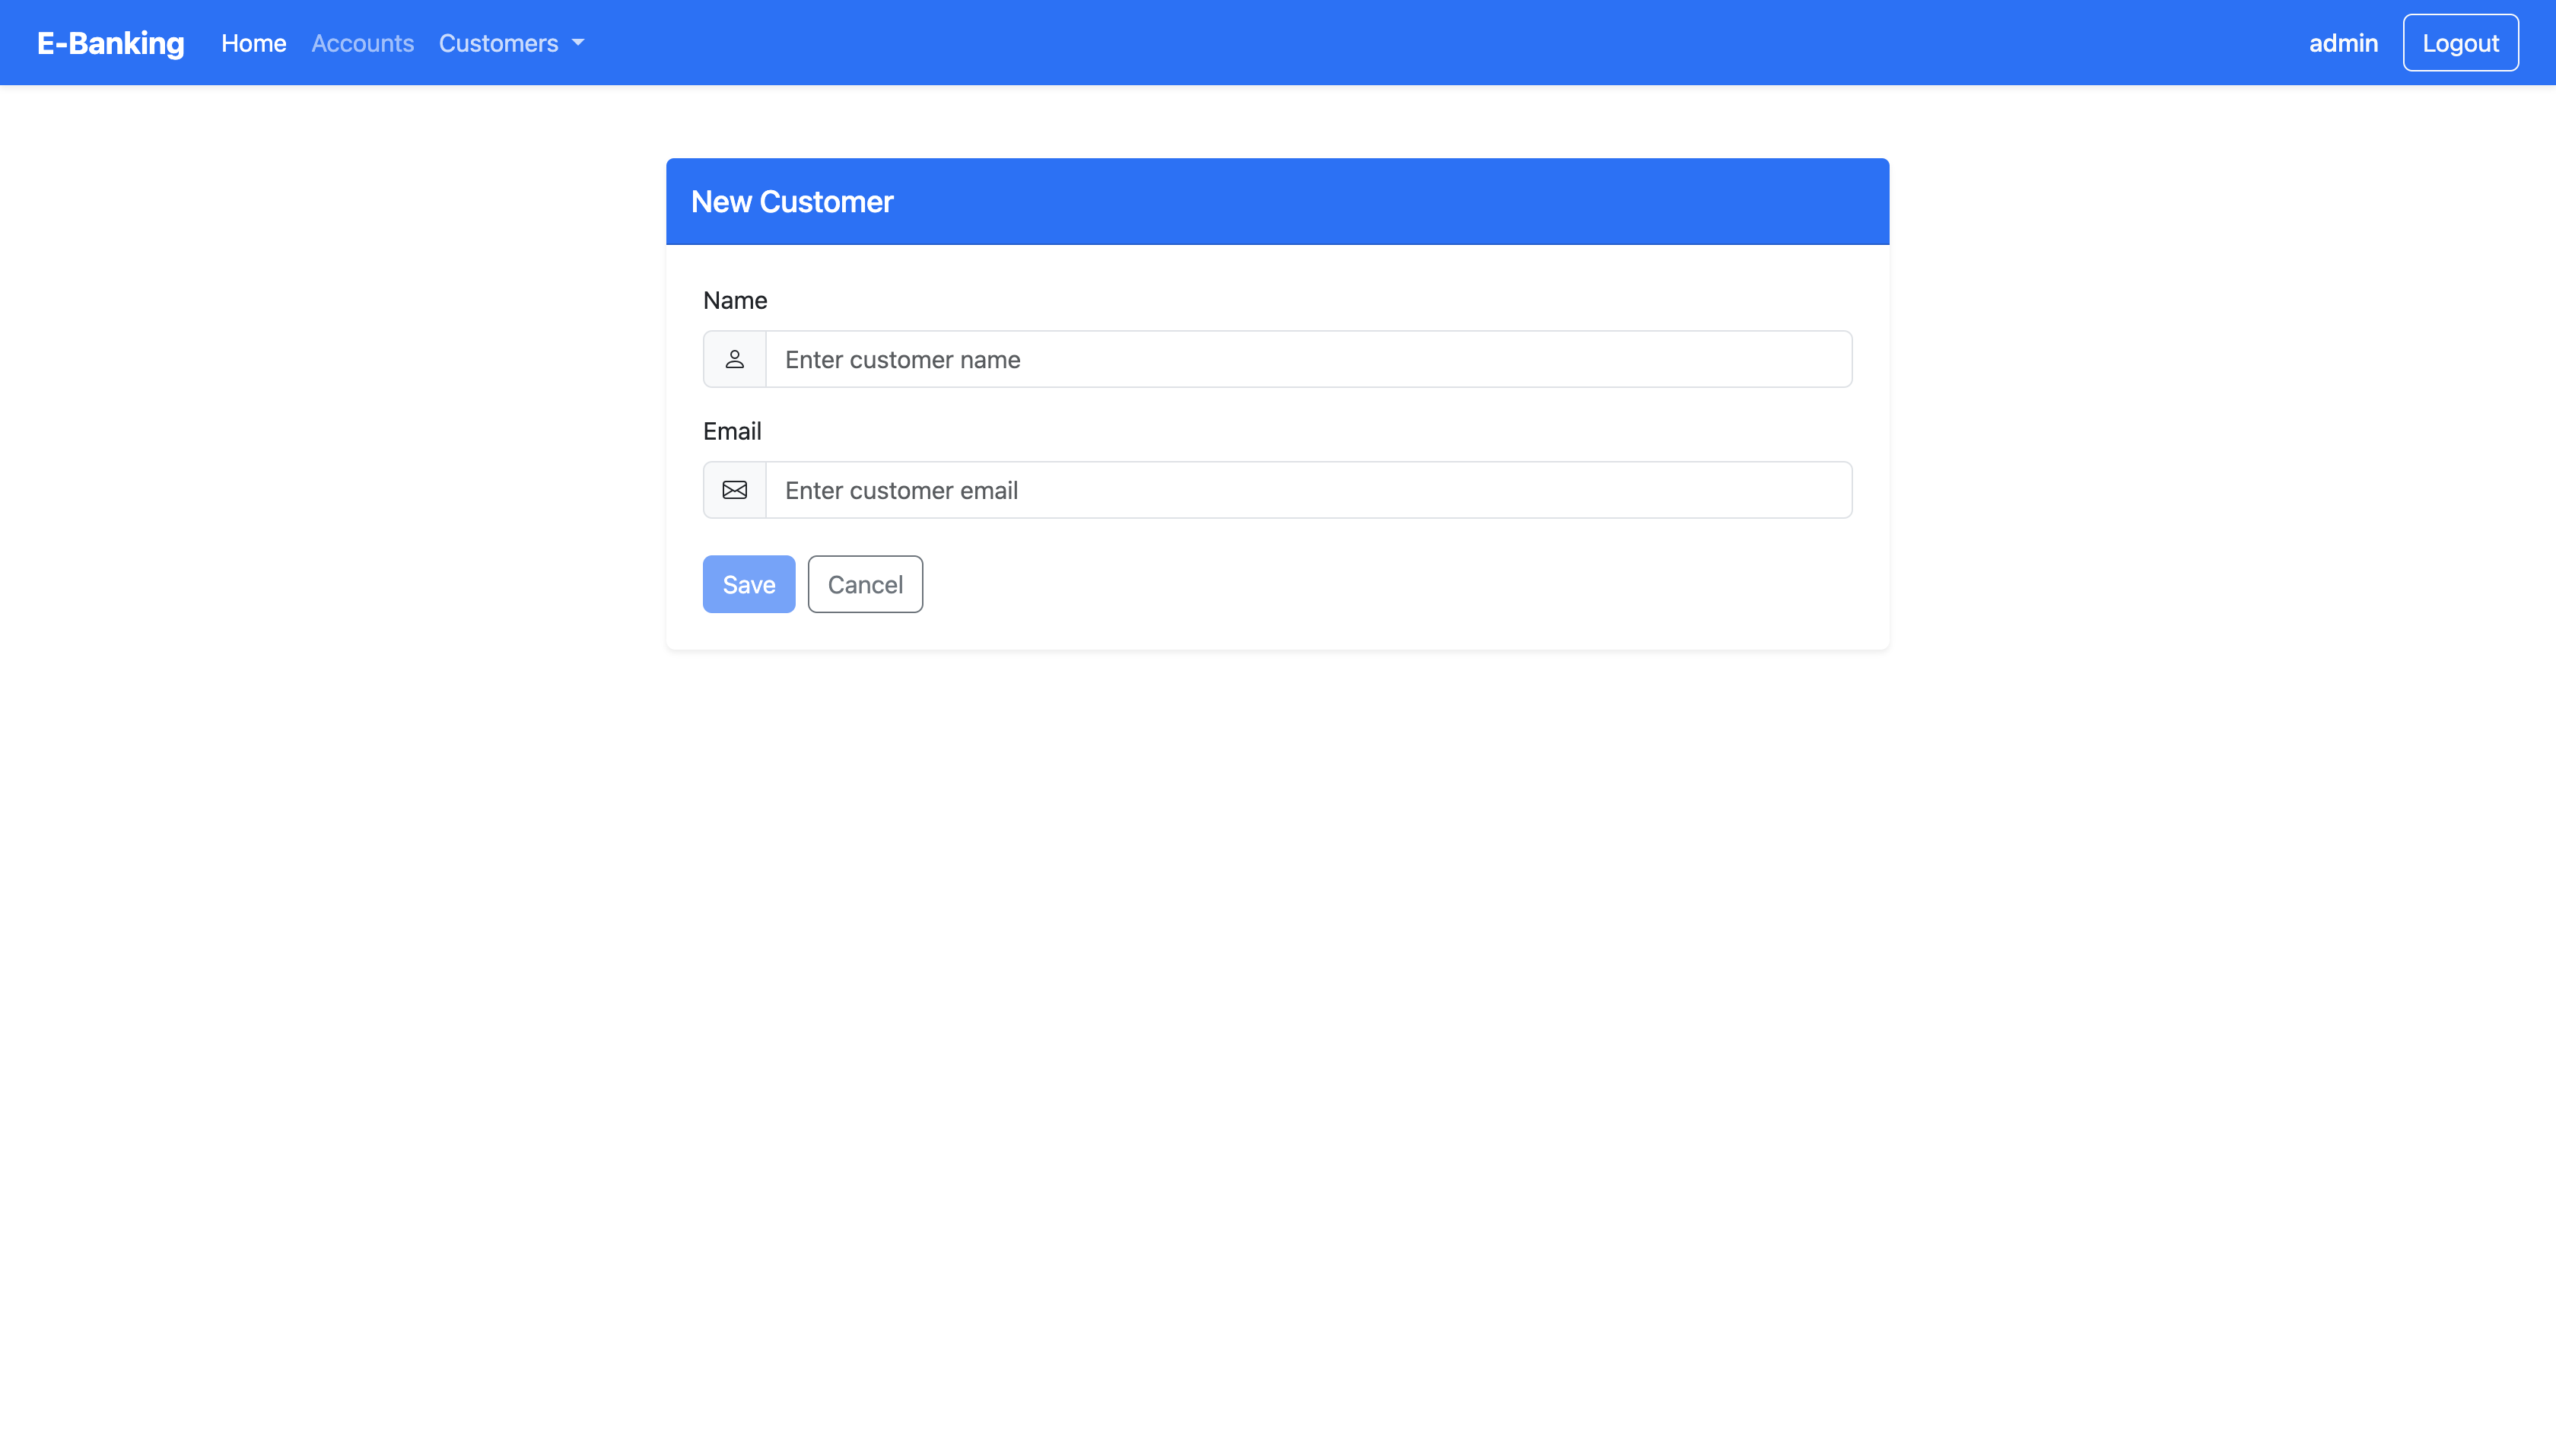 E-Banking Home Accounts Customers admin Logout
New Customer
Name
Enter customer name
Email
Enter customer email
Save Cancel